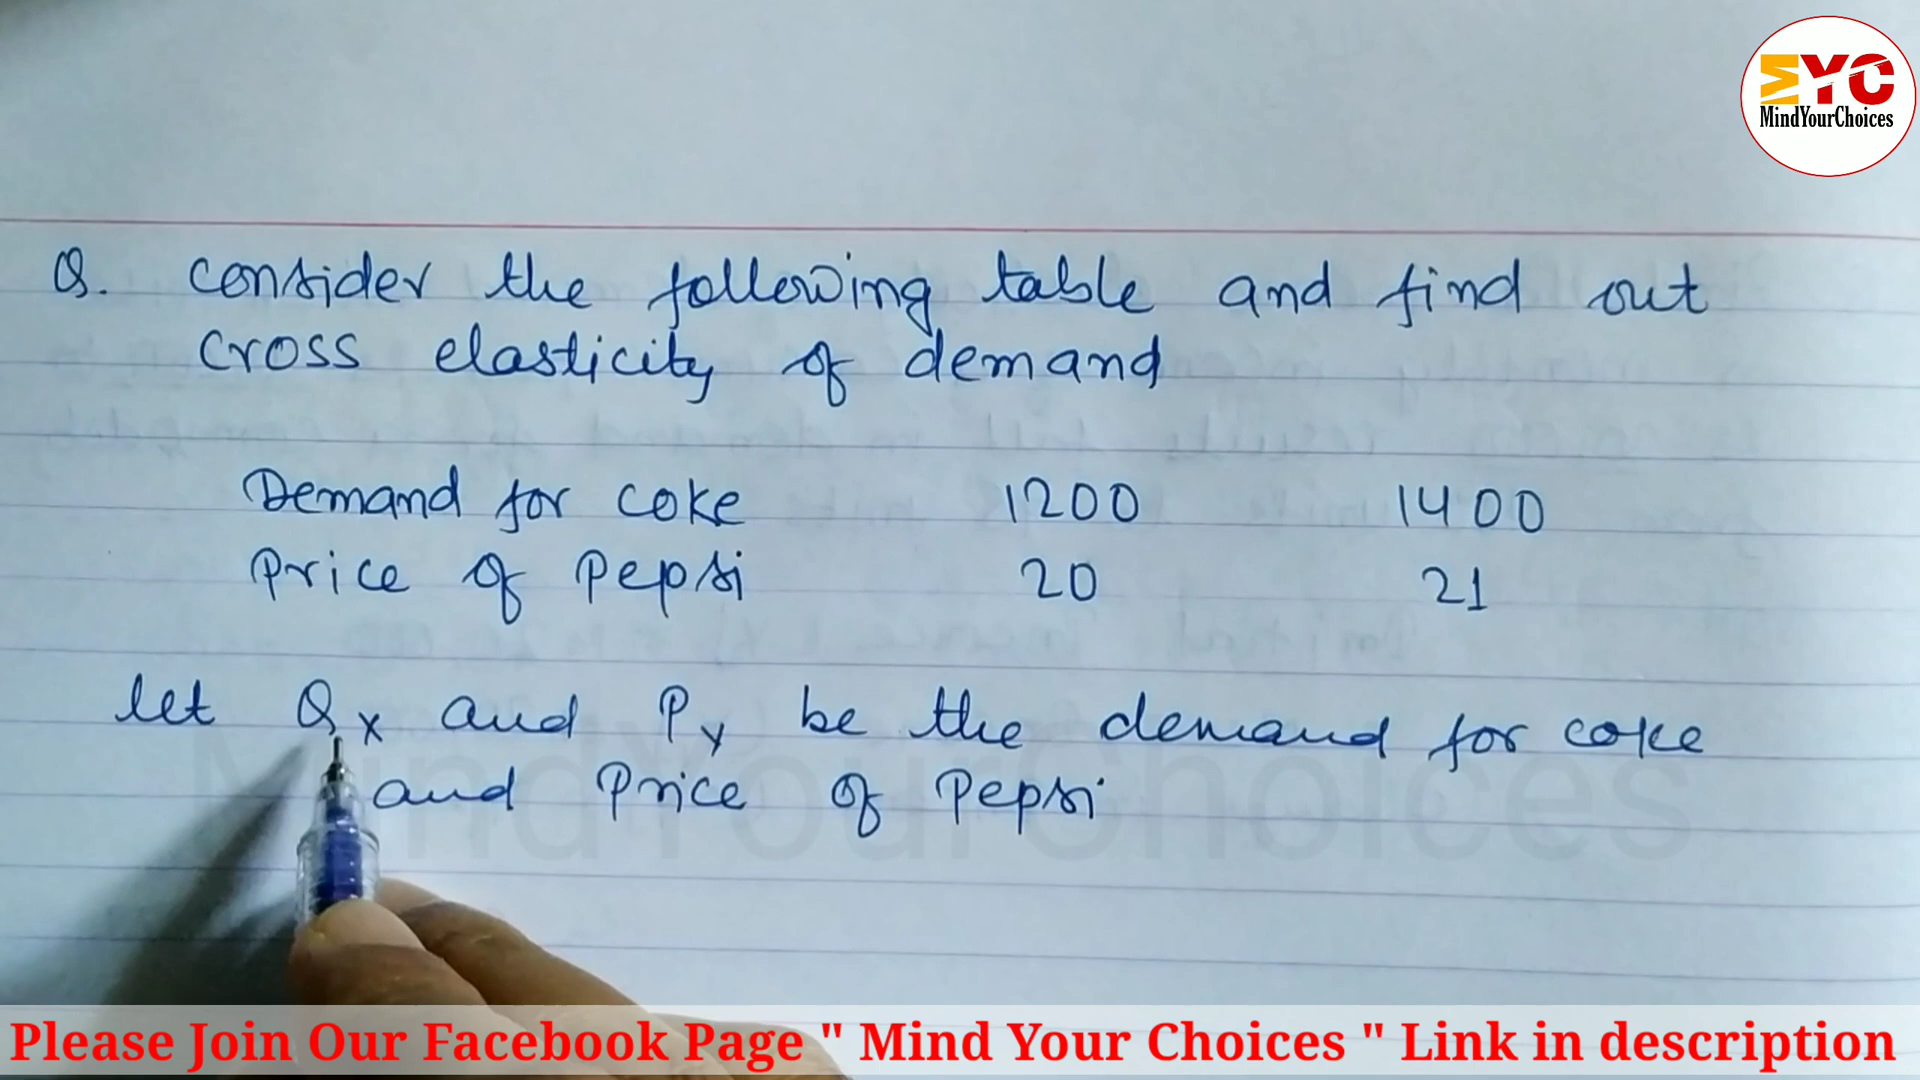 MYC
MindYourChoices
Q. Consider the following table and find out
cross elasticity of demand
Demand for coke 1200 1400
Price of Pepsi 20 21
let Qx and Py be the demand for coke
and Price of Pepsi
MindYourChoices
Please Join Our Facebook Page " Mind Your Choices " Link in description